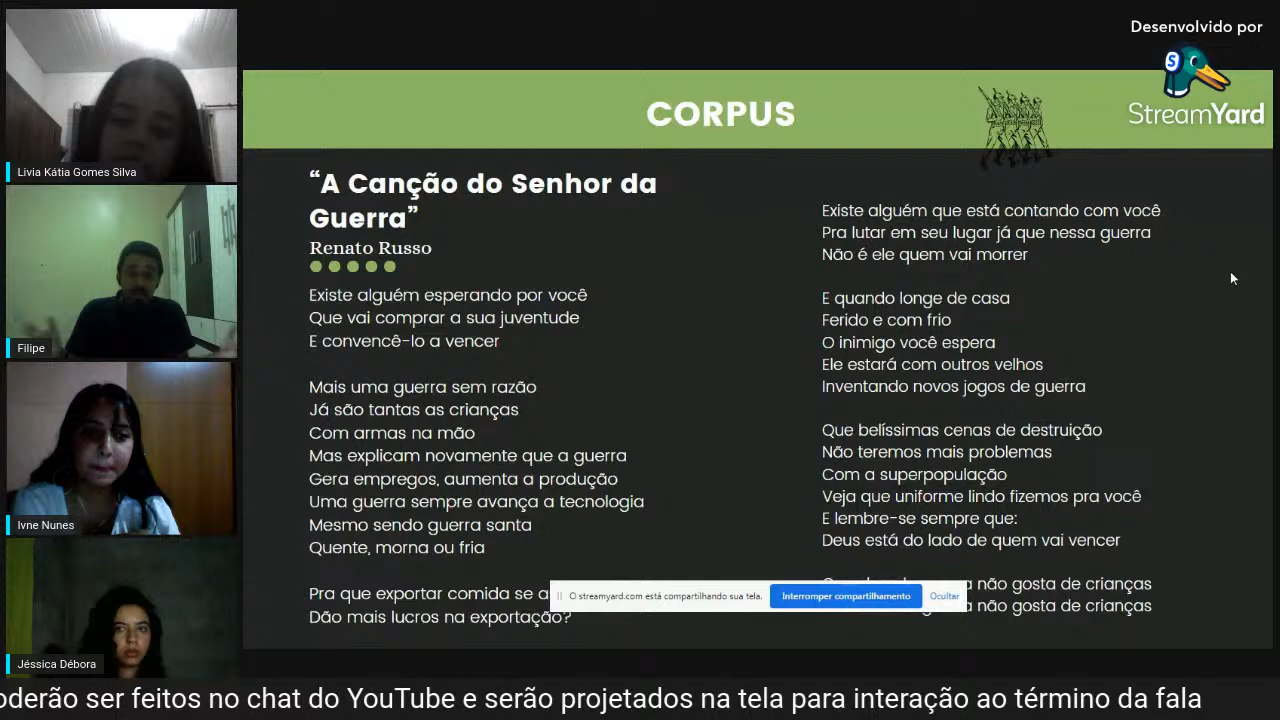 Desenvolvido por
StreamYard
CORPUS
Livia Kátia Gomes Silva
Filipe
Ivne Nunes
Jéssica Débora
“A Canção do Senhor da
Guerra”
Renato Russo
Existe alguém esperando por você
Que vai comprar a sua juventude
E convencê-lo a vencer
Mais uma guerra sem razão
Já são tantas as crianças
Com armas na mão
Mas explicam novamente que a guerra
Gera empregos, aumenta a produção
Uma guerra sempre avança a tecnologia
Mesmo sendo guerra santa
Quente, morna ou fria
Pra que exportar comida se a
Dão mais lucros na exportação?
Existe alguém que está contando com você
Pra lutar em seu lugar já que nessa guerra
Não é ele quem vai morrer
E quando longe de casa
Ferido e com frio
O inimigo você espera
Ele estará com outros velhos
Inventando novos jogos de guerra
Que belíssimas cenas de destruição
Não teremos mais problemas
Com a superpopulação
Veja que uniforme lindo fizemos pra você
E lembre-se sempre que:
Deus está do lado de quem vai vencer
não gosta de crianças
não gosta de crianças
O streamyard.com está compartilhando sua tela.
Interromper compartilhamento
Ocultar
oderão ser feitos no chat do YouTube e serão projetados na tela para interação ao término da fala